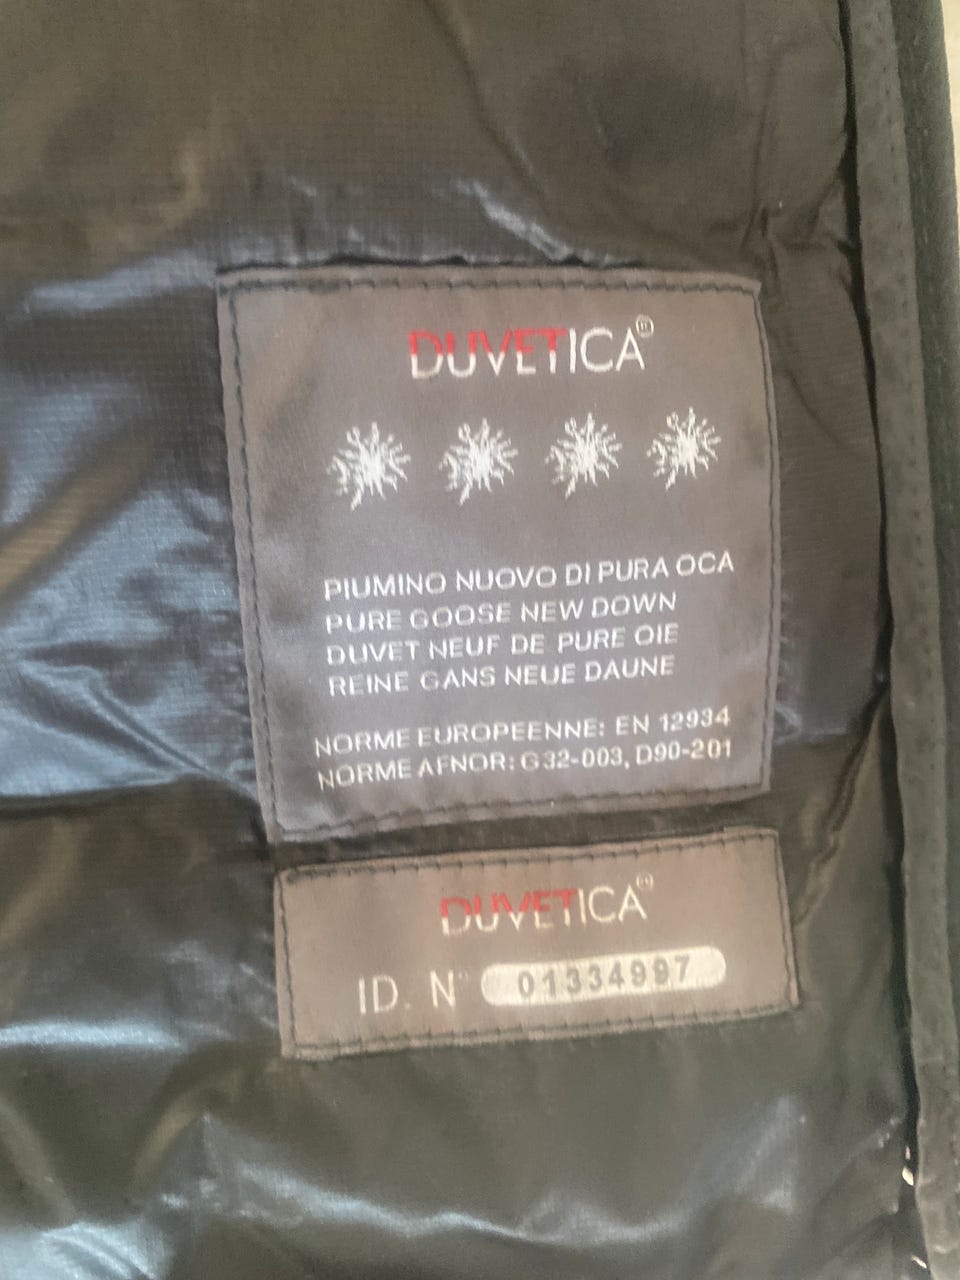 DUVETICA®
PIUMINO NUOVO DI PURA OCA
PURE GOOSE NEW DOWN
DUVET NEUF DE PURE OIE
REINE GANS NEUE DAUNE
NORME EUROPEENNE: EN 12934
NORME AFNOR: G32-003, D90-201
DUVETICA®
ID. N° 01334997